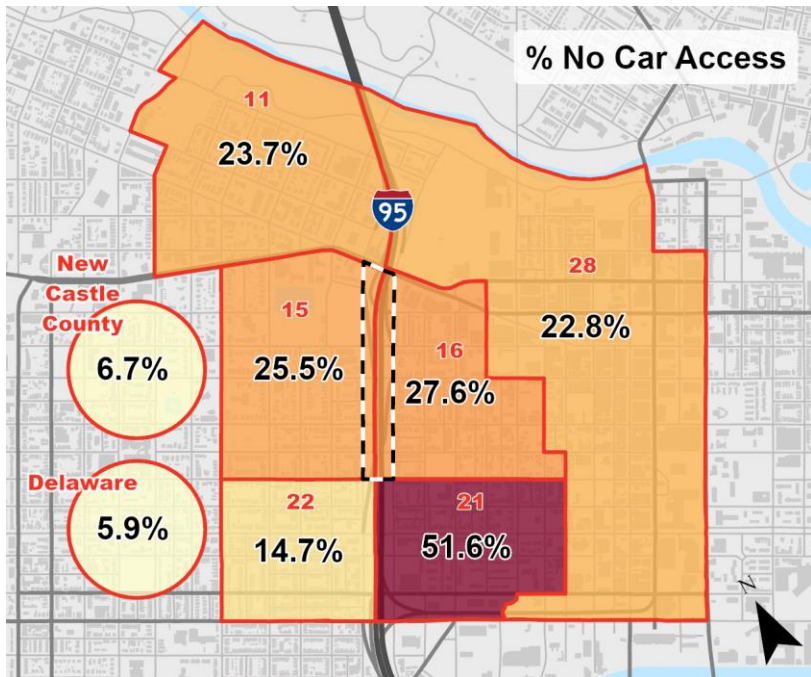 % No Car Access
11
23.7%
95
28
22.8%
New
Castle
County
6.7%
15
25.5%
16
27.6%
Delaware
5.9%
22
14.7%
21
51.6%
N